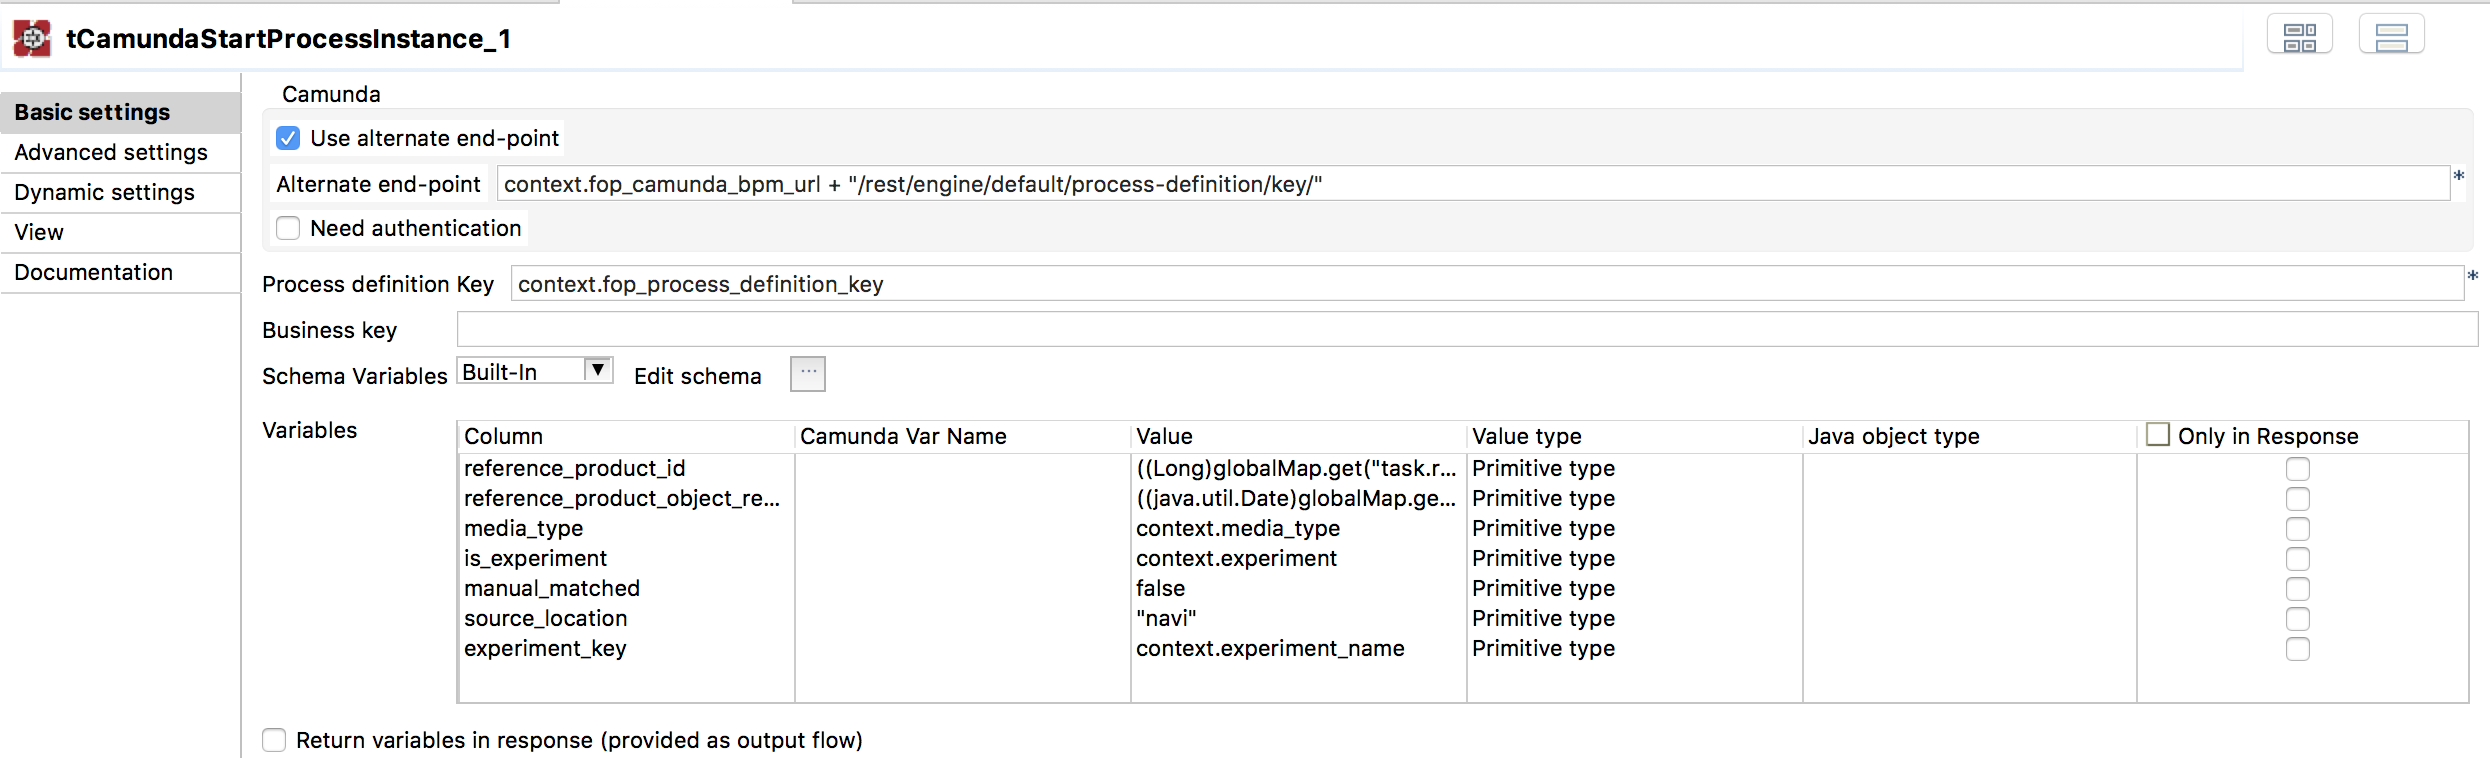 tCamundaStartProcessInstance_1
Basic settings
Advanced settings
Dynamic settings
View
Documentation
Camunda
Use alternate end-point
Alternate end-point context.fop_camunda_bpm_url + "/rest/engine/default/process-definition/key/" *
Need authentication
Process definition Key context.fop_process_definition_key *
Business key
Schema Variables Built-In Edit schema ...
Variables
Column Camunda Var Name Value Value type Java object type Only in Response
reference_product_id ((Long)globalMap.get("task.r... Primitive type
reference_product_object_re... ((java.util.Date)globalMap.ge... Primitive type
media_type context.media_type Primitive type
is_experiment context.experiment Primitive type
manual_matched false Primitive type
source_location "navi" Primitive type
experiment_key context.experiment_name Primitive type
Return variables in response (provided as output flow)